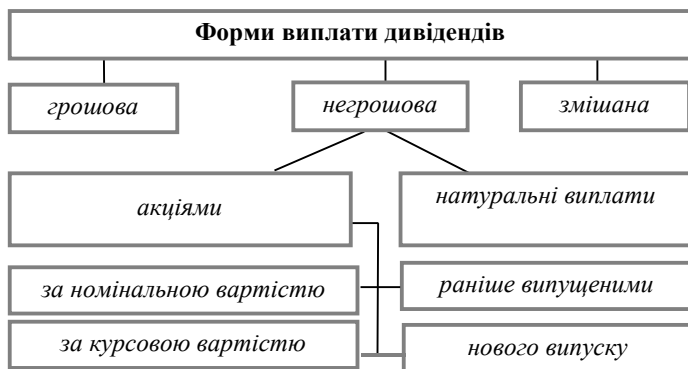 Форми виплати дивідендів
грошова
негрошова
змішана
акціями
натуральні виплати
за номінальною вартістю
раніше випущеними
за курсовою вартістю
нового випуску